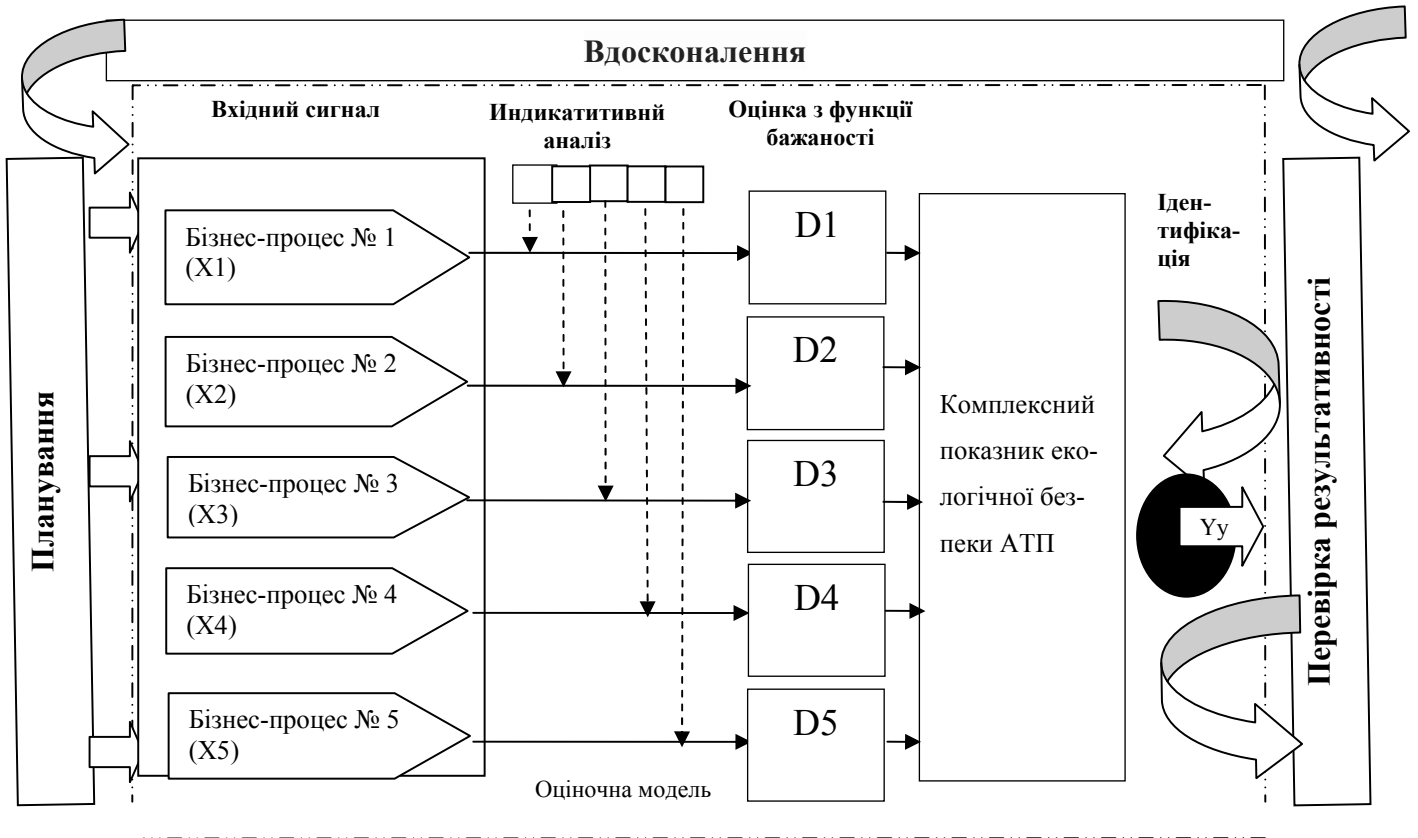 Вдосконалення
Вхідний сигнал
Индикатитивнй
аналіз
Оцінка з функції
бажаності
Планування
Бізнес-процес № 1
(X1)
Бізнес-процес № 2
(X2)
Бізнес-процес № 3
(X3)
Бізнес-процес № 4
(X4)
Бізнес-процес № 5
(X5)
D1
D2
D3
D4
D5
Комплексний
показник еко-
логічної без-
пеки АТП
Іден-
тифіка-
ція
Yy
Перевірка результативності
Оціночна модель